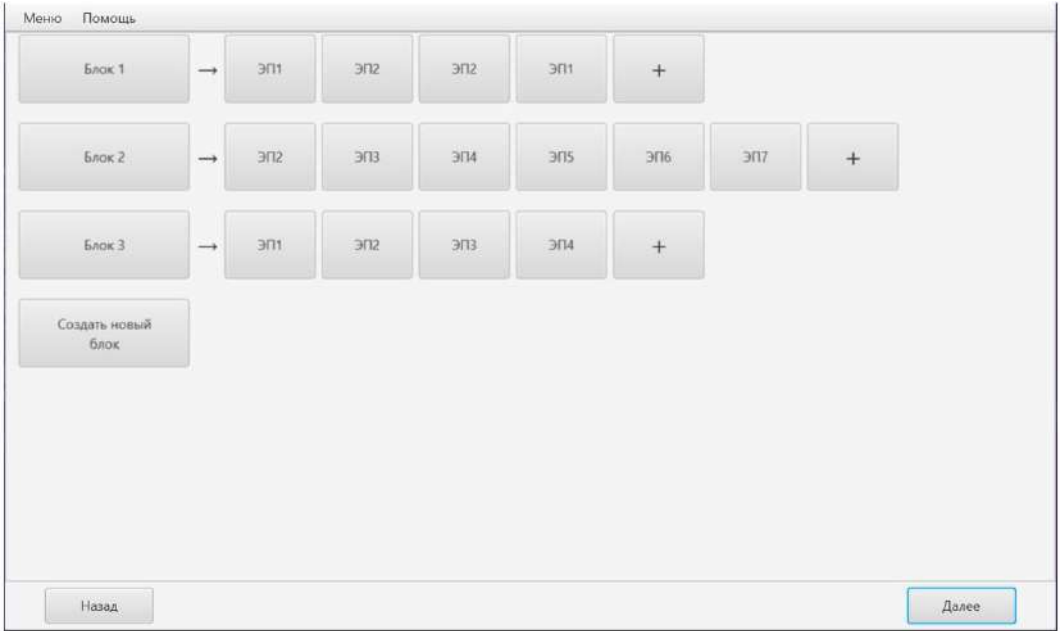 Меню Помощь
Блок 1 → ЭП1 ЭП2 ЭП2 ЭП1 +
Блок 2 → ЭП2 ЭП3 ЭП4 ЭП5 ЭП6 ЭП7 +
Блок 3 → ЭП1 ЭП2 ЭП3 ЭП4 +
Создать новый
блок
Назад Далее